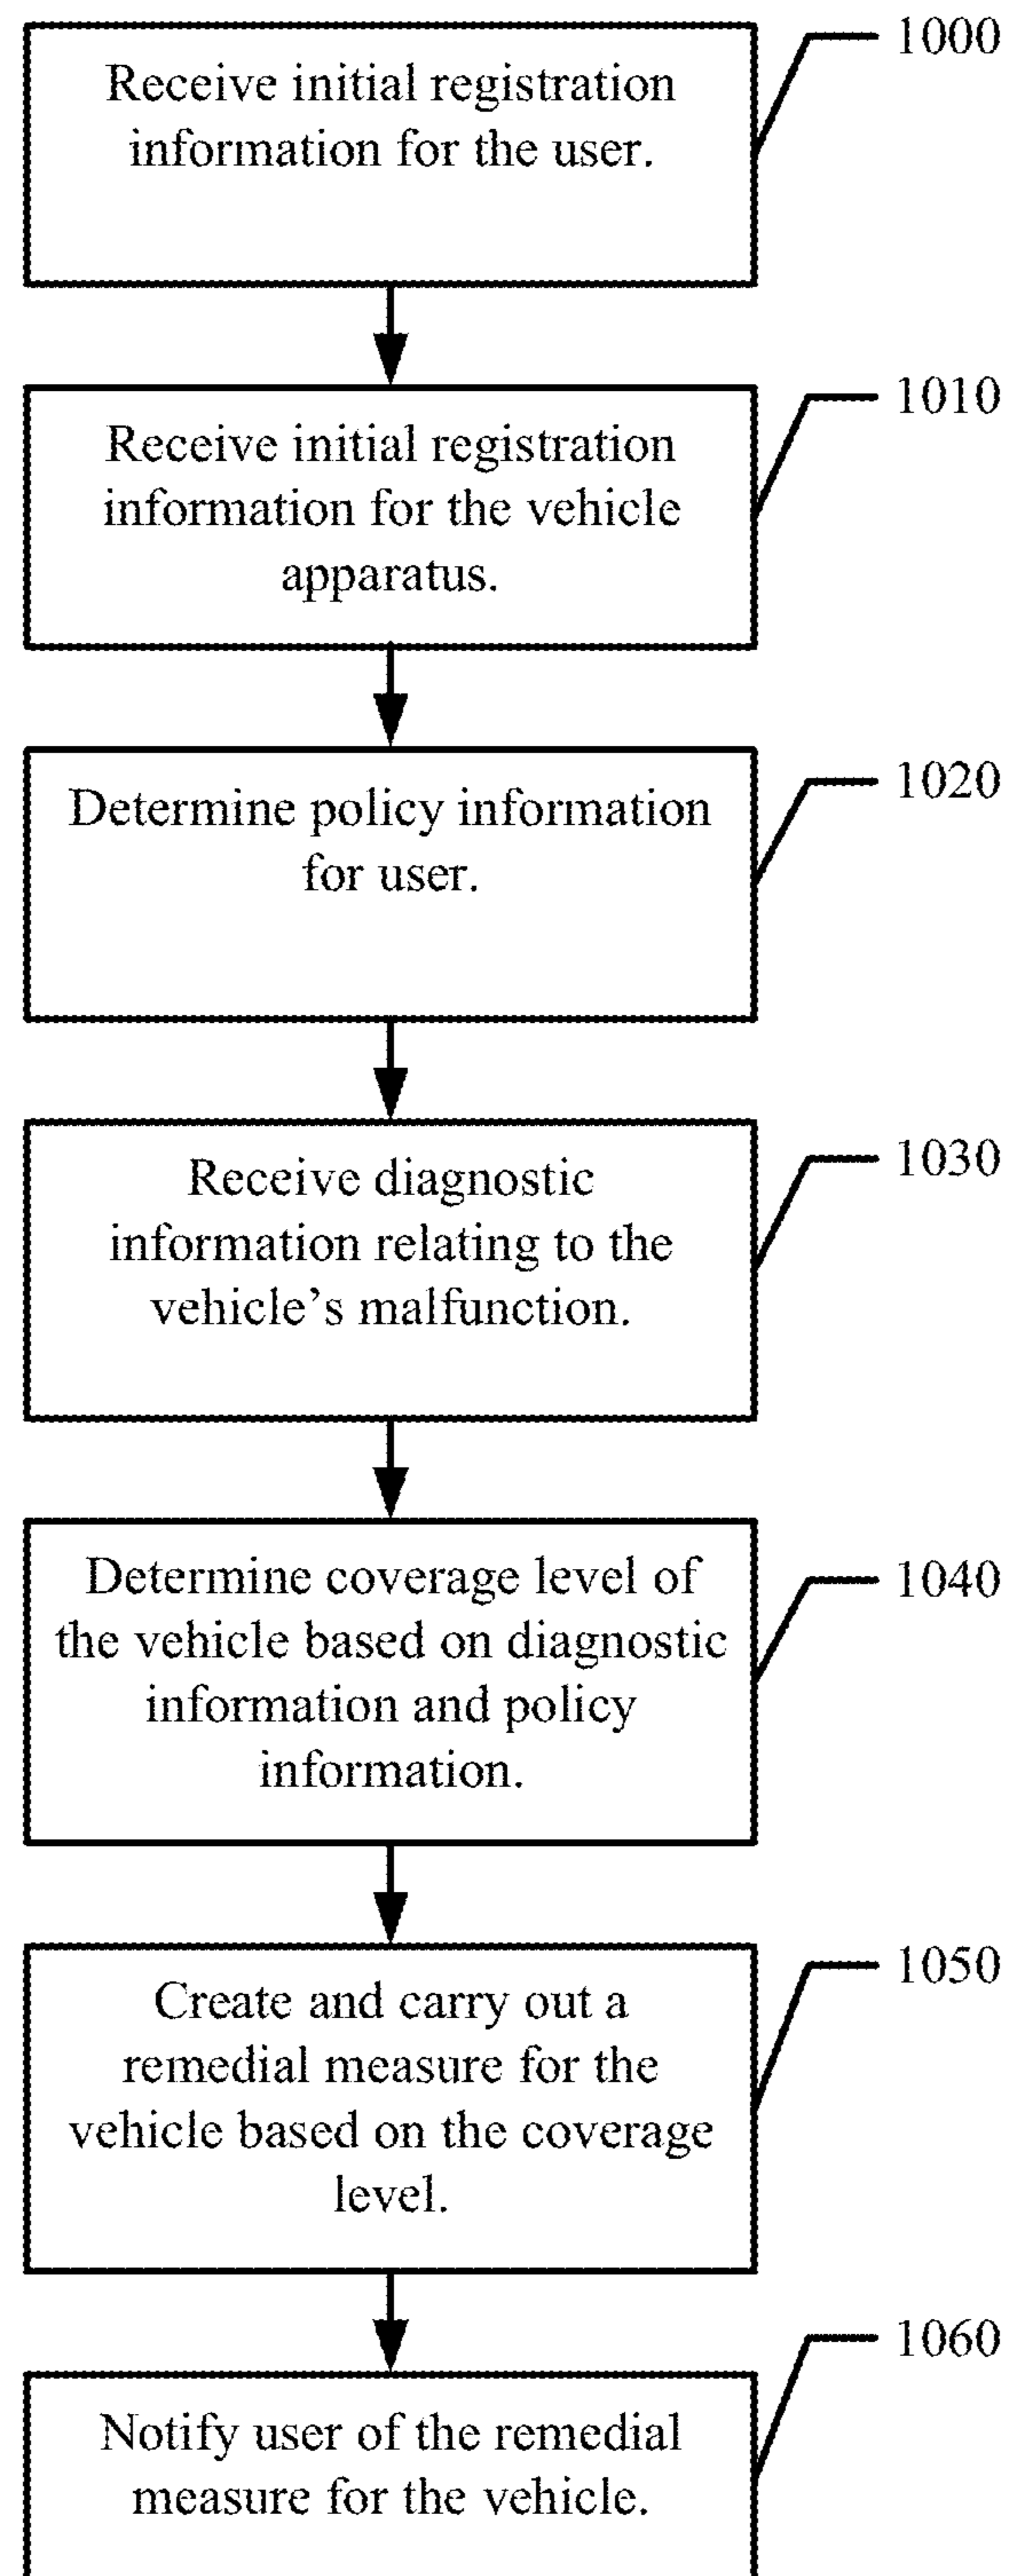 Receive initial registration
information for the user.
1000
Receive initial registration
information for the vehicle
apparatus.
1010
Determine policy information
for user.
1020
Receive diagnostic
information relating to the
vehicle's malfunction.
1030
Determine coverage level of
the vehicle based on diagnostic
information and policy
information.
1040
Create and carry out a
remedial measure for the
vehicle based on the coverage
level.
1050
Notify user of the remedial
measure for the vehicle.
1060